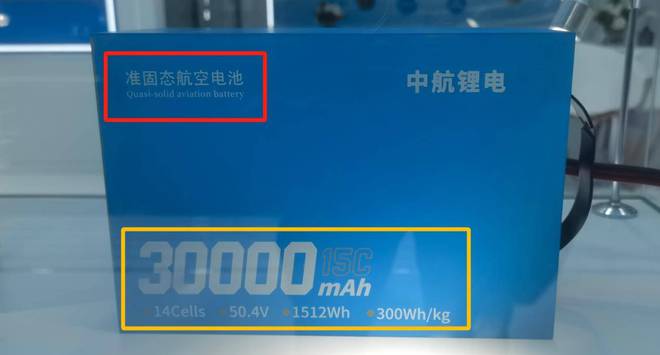 准固态航空电池
中航锂电
Quasi-solid aviation battery
30000 15C
mAh
14Cells 50.4V 1512Wh 300Wh/kg